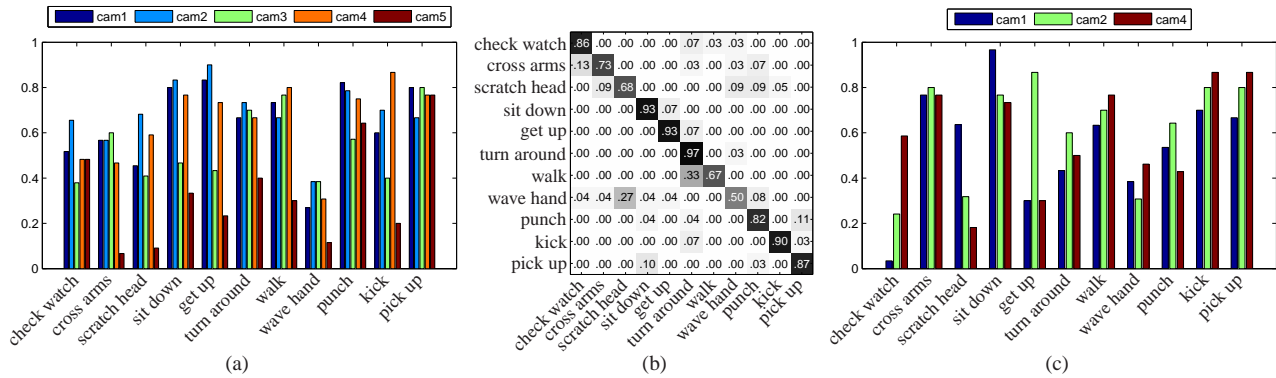 cam1 cam2 cam3 cam4 cam5
1
0.8
0.6
0.4
0.2
0
check watch
cross arms
scratch head
sit down
get up
turn around
walk
wave hand
punch
kick
pick up
(a)
check watch .86 .00 .00 .00 .00 .07 .03 .03 .00 .00 .00
cross arms .13 .73 .00 .00 .00 .03 .00 .03 .07 .00 .00
scratch head .00 .09 .68 .00 .00 .00 .00 .09 .09 .05 .00
sit down .00 .00 .00 .93 .07 .00 .00 .00 .00 .00 .00
get up .00 .00 .00 .00 .93 .07 .00 .00 .00 .00 .00
turn around .00 .00 .00 .00 .00 .97 .00 .03 .00 .00 .00
walk .00 .00 .00 .00 .00 .33 .67 .00 .00 .00 .00
wave hand .04 .04 .27 .04 .04 .00 .00 .50 .08 .00 .00
punch .00 .00 .00 .04 .00 .04 .00 .00 .82 .00 .11
kick .00 .00 .00 .00 .00 .07 .00 .00 .00 .90 .03
pick up .00 .00 .00 .10 .00 .00 .00 .00 .03 .00 .87
check watch
cross arms
scratch head
sit down
get up
turn around
walk
wave hand
punch
kick
pick up
(b)
cam1 cam2 cam4
1
0.8
0.6
0.4
0.2
0
check watch
cross arms
scratch head
sit down
get up
turn around
walk
wave hand
punch
kick
pick up
(c)